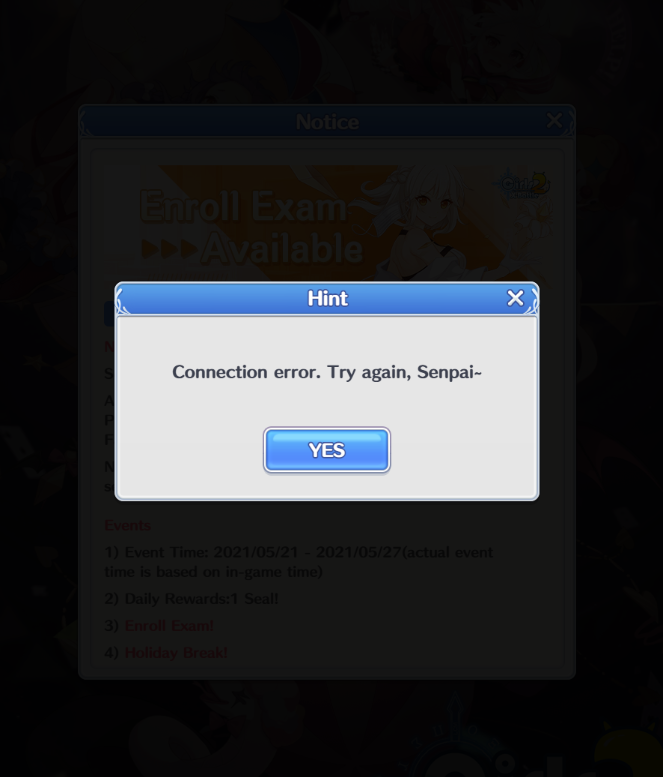 Notice
Enroll Exam
Available
Hint
Connection error. Try again, Senpai~
YES
Events
1) Event Time: 2021/05/21 - 2021/05/27(actual event
time is based on in-game time)
2) Daily Rewards:1 Seal!
3) Enroll Exam!
4) Holiday Break!